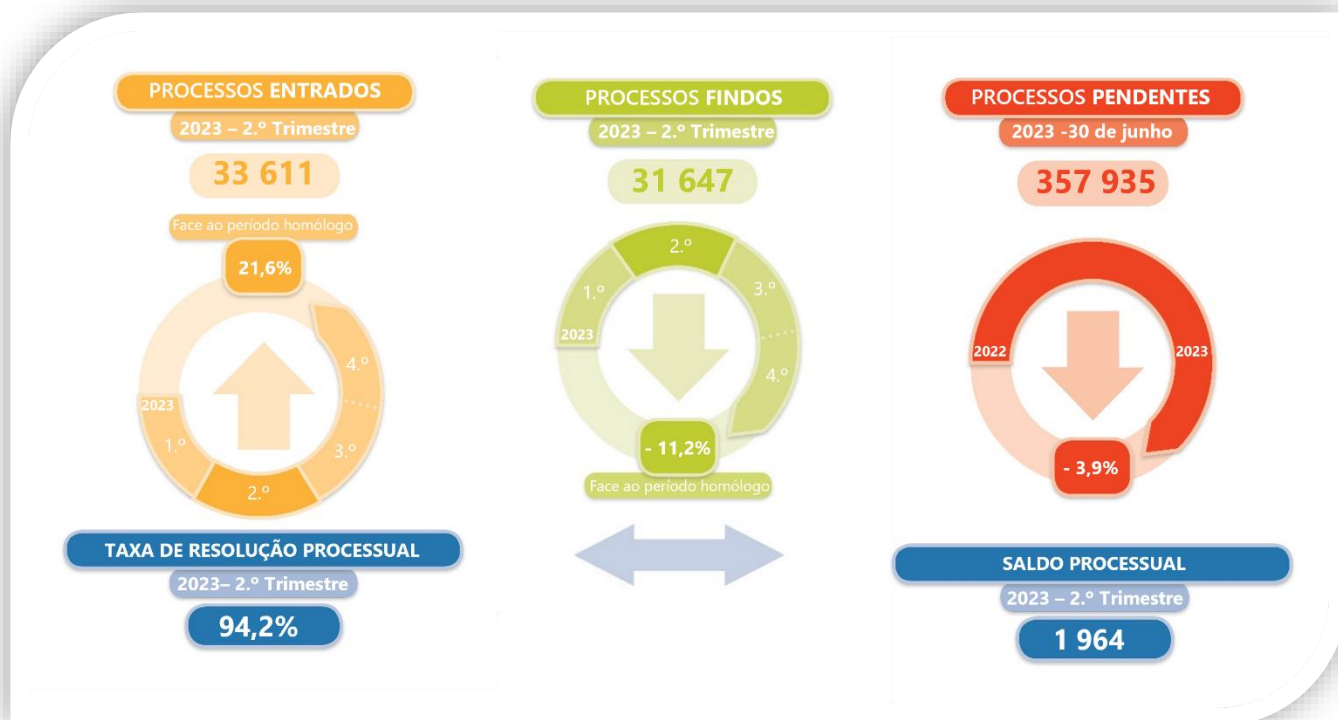 PROCESSOS ENTRADOS
2023 – 2.º Trimestre
33 611
Face ao período homólogo
21,6%
4.º
2023
1.º
3.º
2.º
TAXA DE RESOLUÇÃO PROCESSUAL
2023– 2.º Trimestre
94,2%
PROCESSOS FINDOS
2023 – 2.º Trimestre
31 647
2.º
1.º
3.º
2023
4.º
- 11,2%
Face ao período homólogo
PROCESSOS PENDENTES
2023 -30 de junho
357 935
2022
2023
- 3,9%
SALDO PROCESSUAL
2023 – 2.º Trimestre
1 964